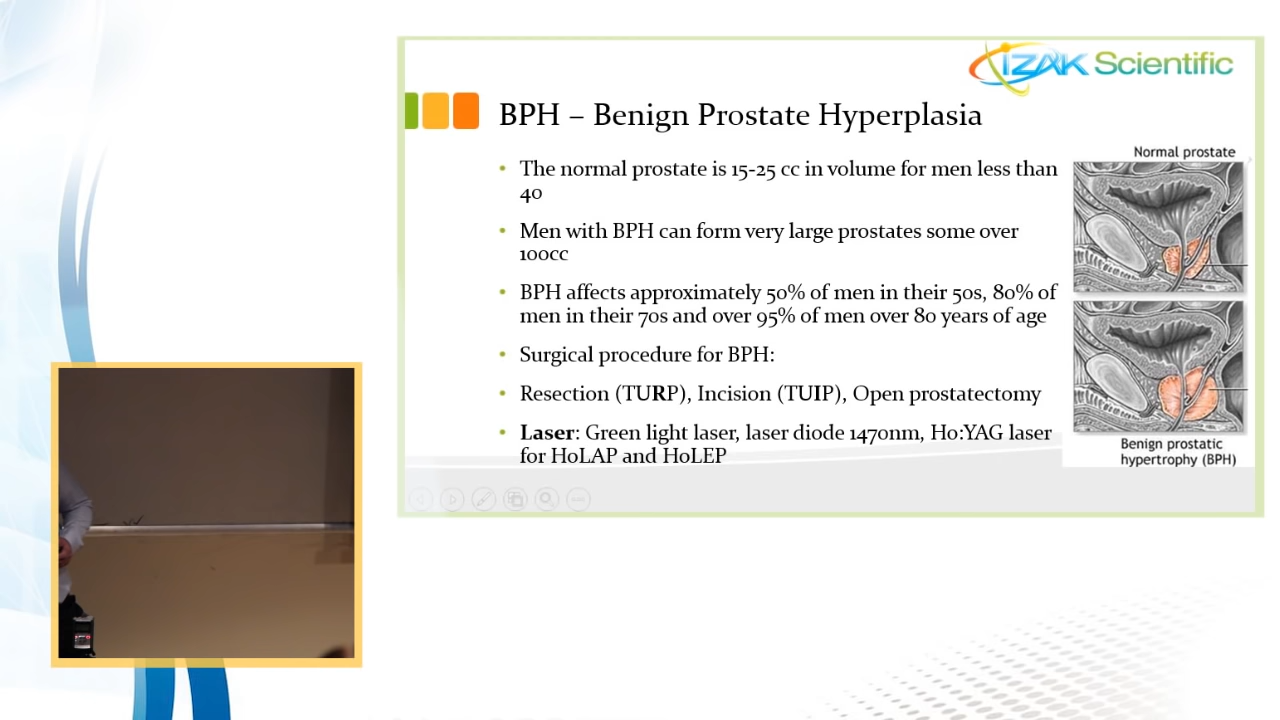 IZAK Scientific
BPH – Benign Prostate Hyperplasia
• The normal prostate is 15-25 cc in volume for men less than
40
• Men with BPH can form very large prostates some over
100cc
• BPH affects approximately 50% of men in their 50s, 80% of
men in their 70s and over 95% of men over 80 years of age
• Surgical procedure for BPH:
• Resection (TURP), Incision (TUIP), Open prostatectomy
• Laser: Green light laser, laser diode 1470nm, Ho:YAG laser
for HoLAP and HoLEP
Normal prostate
Benign prostatic
hypertrophy (BPH)